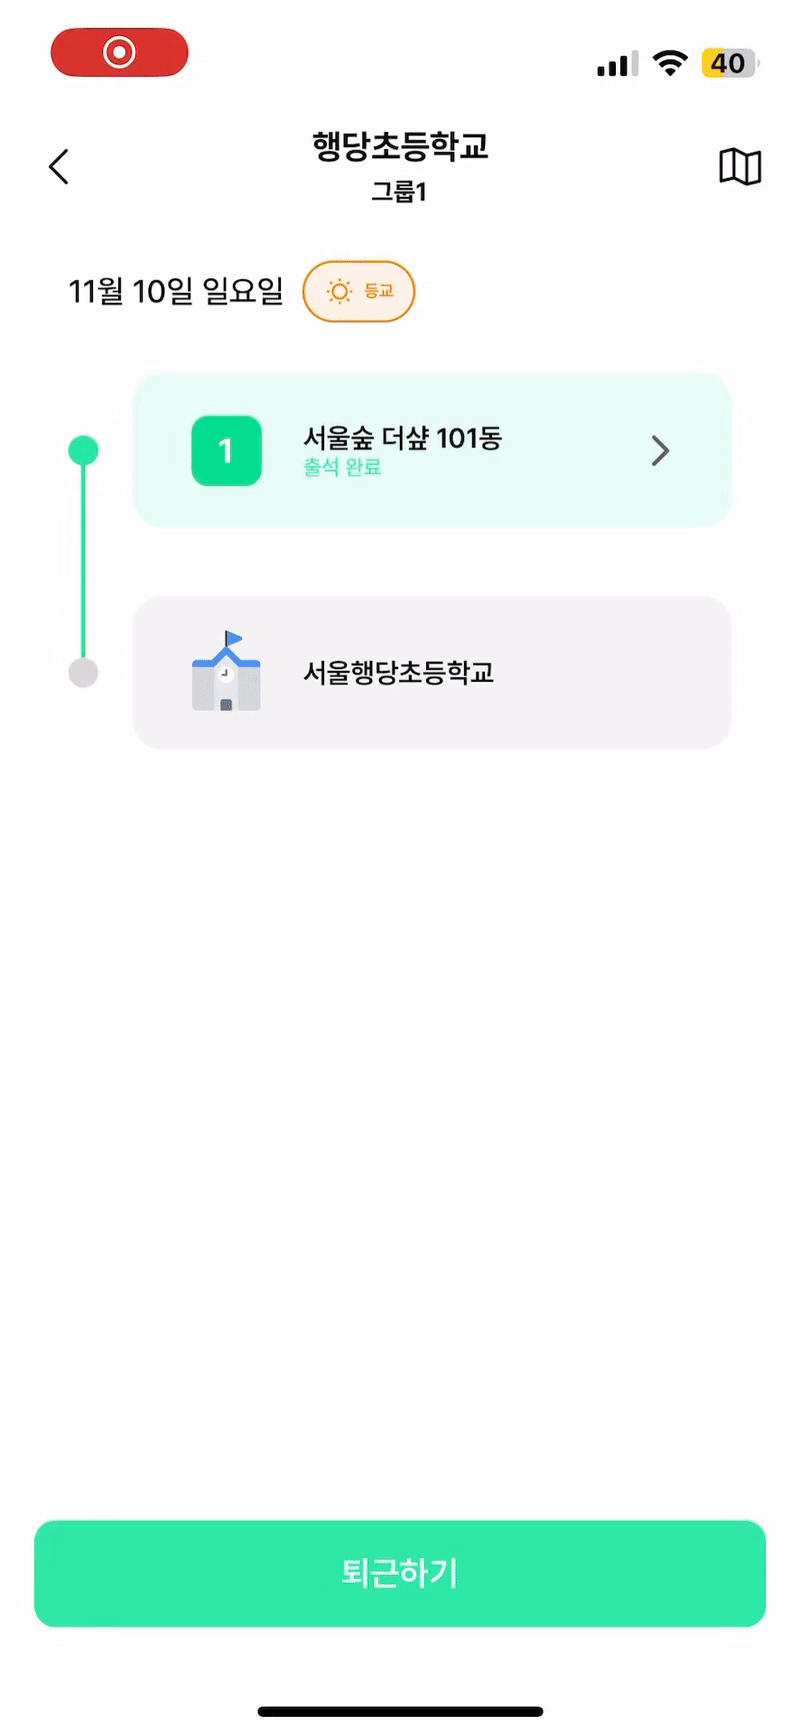 40
행당초등학교
그룹1
11월 10일 일요일
등교
1
서울숲 더샾 101동
출석 완료
서울행당초등학교
퇴근하기